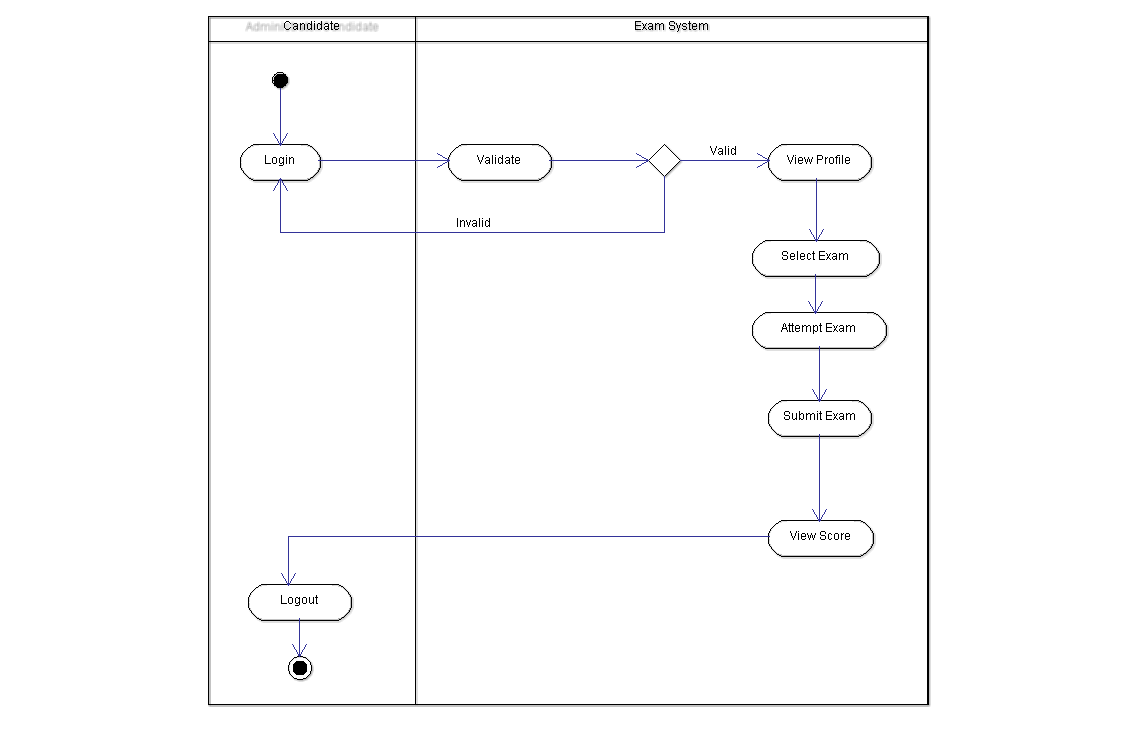 Candidate
Exam System
Login
Validate
Valid
View Profile
Invalid
Select Exam
Attempt Exam
Submit Exam
View Score
Logout